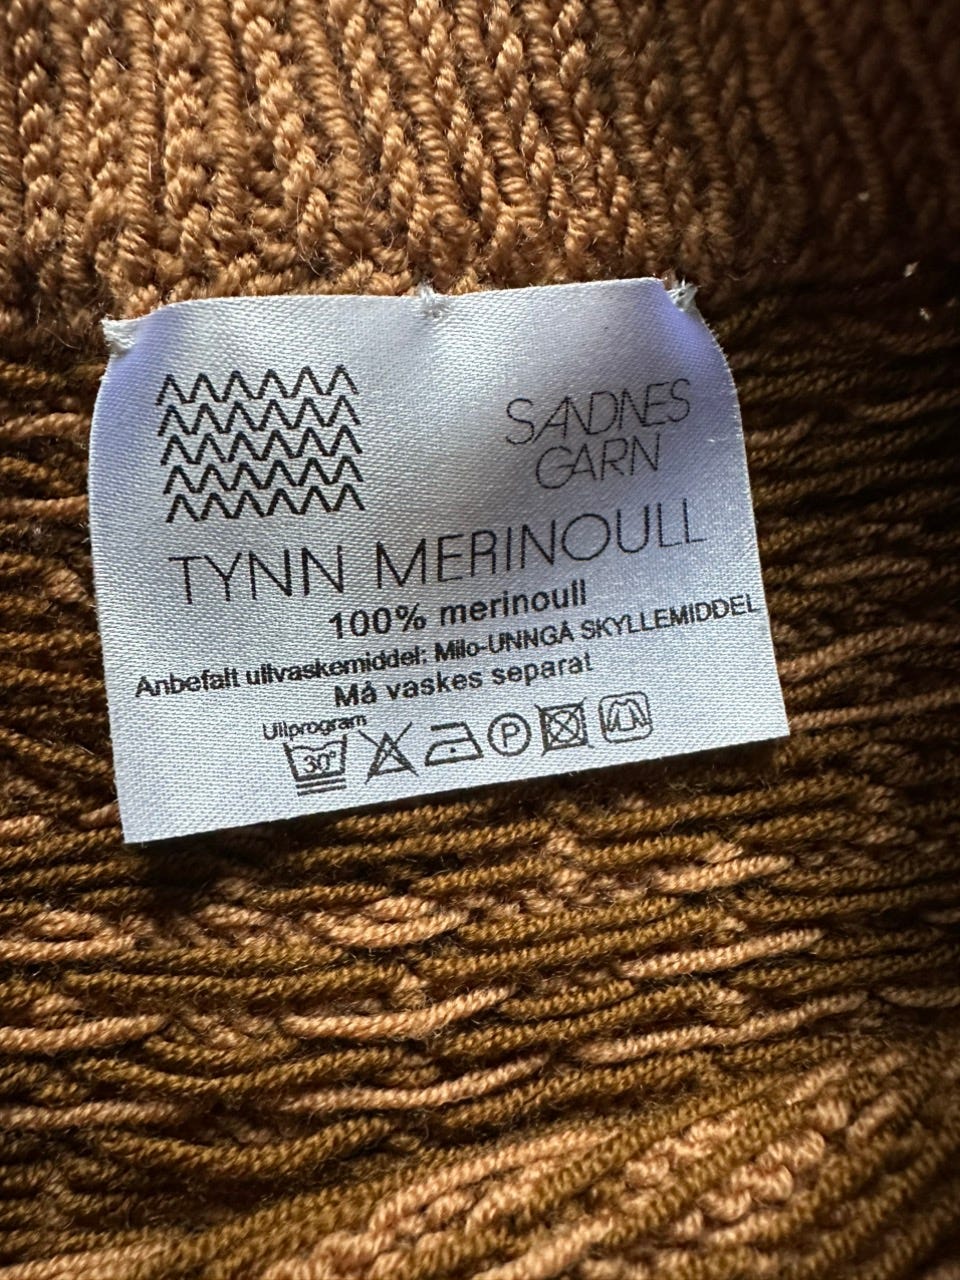 SANDNES
GARN
TYNN MERINOULL
100% merinoull
Anbefalt ullvaskemiddel: Milo-UNNGÅ SKYLLEMIDDEL
Må vaskes separat
Ullprogram
30°
P